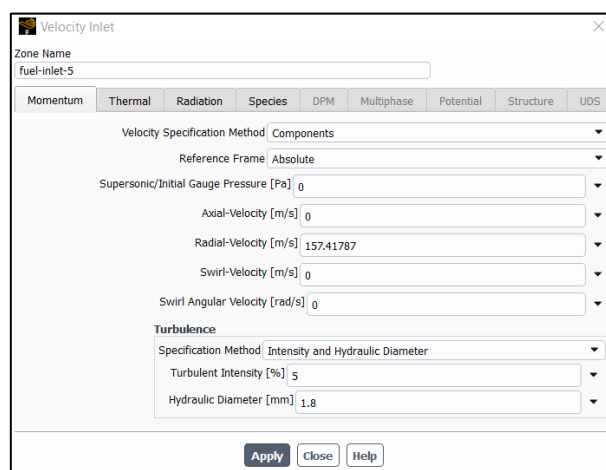 Velocity Inlet
Zone Name
fuel-inlet-5
Momentum Thermal Radiation Species DPM Multiphase Potential Structure UDS
Velocity Specification Method Components
Reference Frame Absolute
Supersonic/Initial Gauge Pressure [Pa] 0
Axial-Velocity [m/s] 0
Radial-Velocity [m/s] 157.41787
Swirl-Velocity [m/s] 0
Swirl Angular Velocity [rad/s] 0
Turbulence
Specification Method Intensity and Hydraulic Diameter
Turbulent Intensity [%] 5
Hydraulic Diameter [mm] 1.8
Apply Close Help